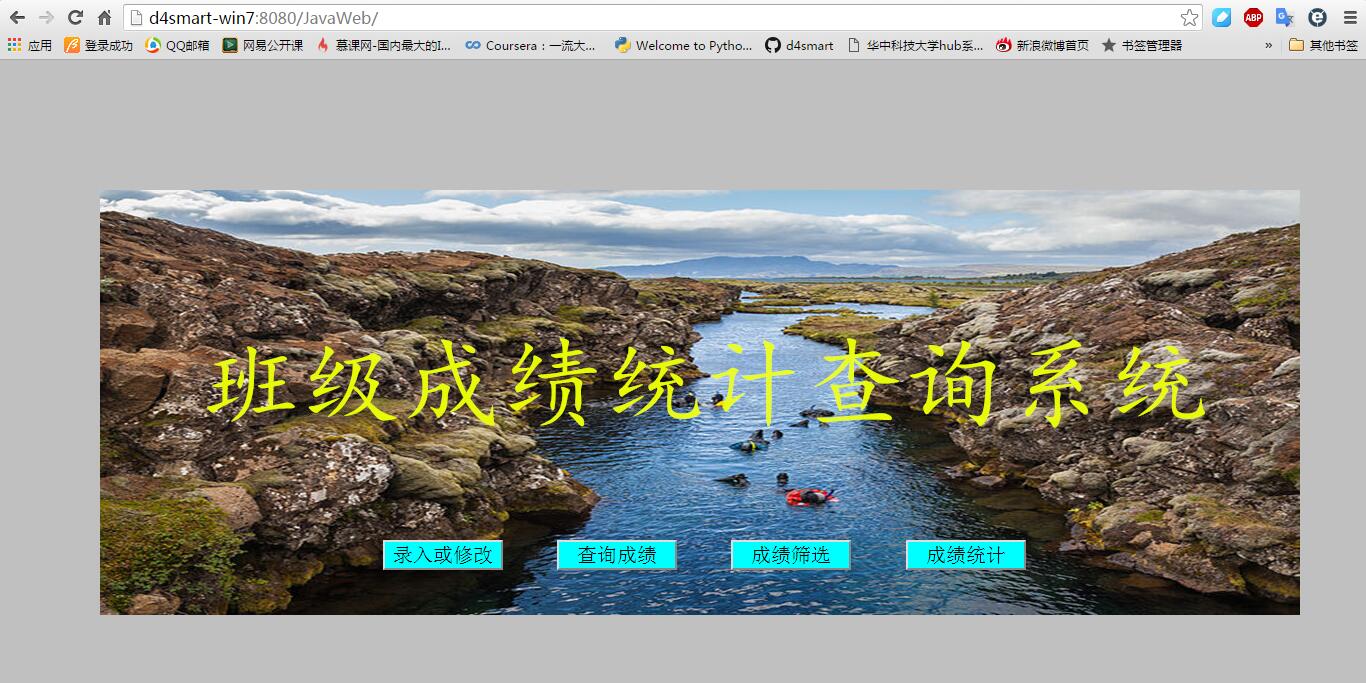 d4smart-win7:8080/JavaWeb/
应用 登录成功 QQ邮箱 网易公开课 慕课网-国内最大的I... Coursera：一流大... Welcome to Pytho... d4smart 华中科技大学hub系... 新浪微博首页 书签管理器 » 其他书签
班级成绩统计查询系统
录入或修改 查询成绩 成绩筛选 成绩统计